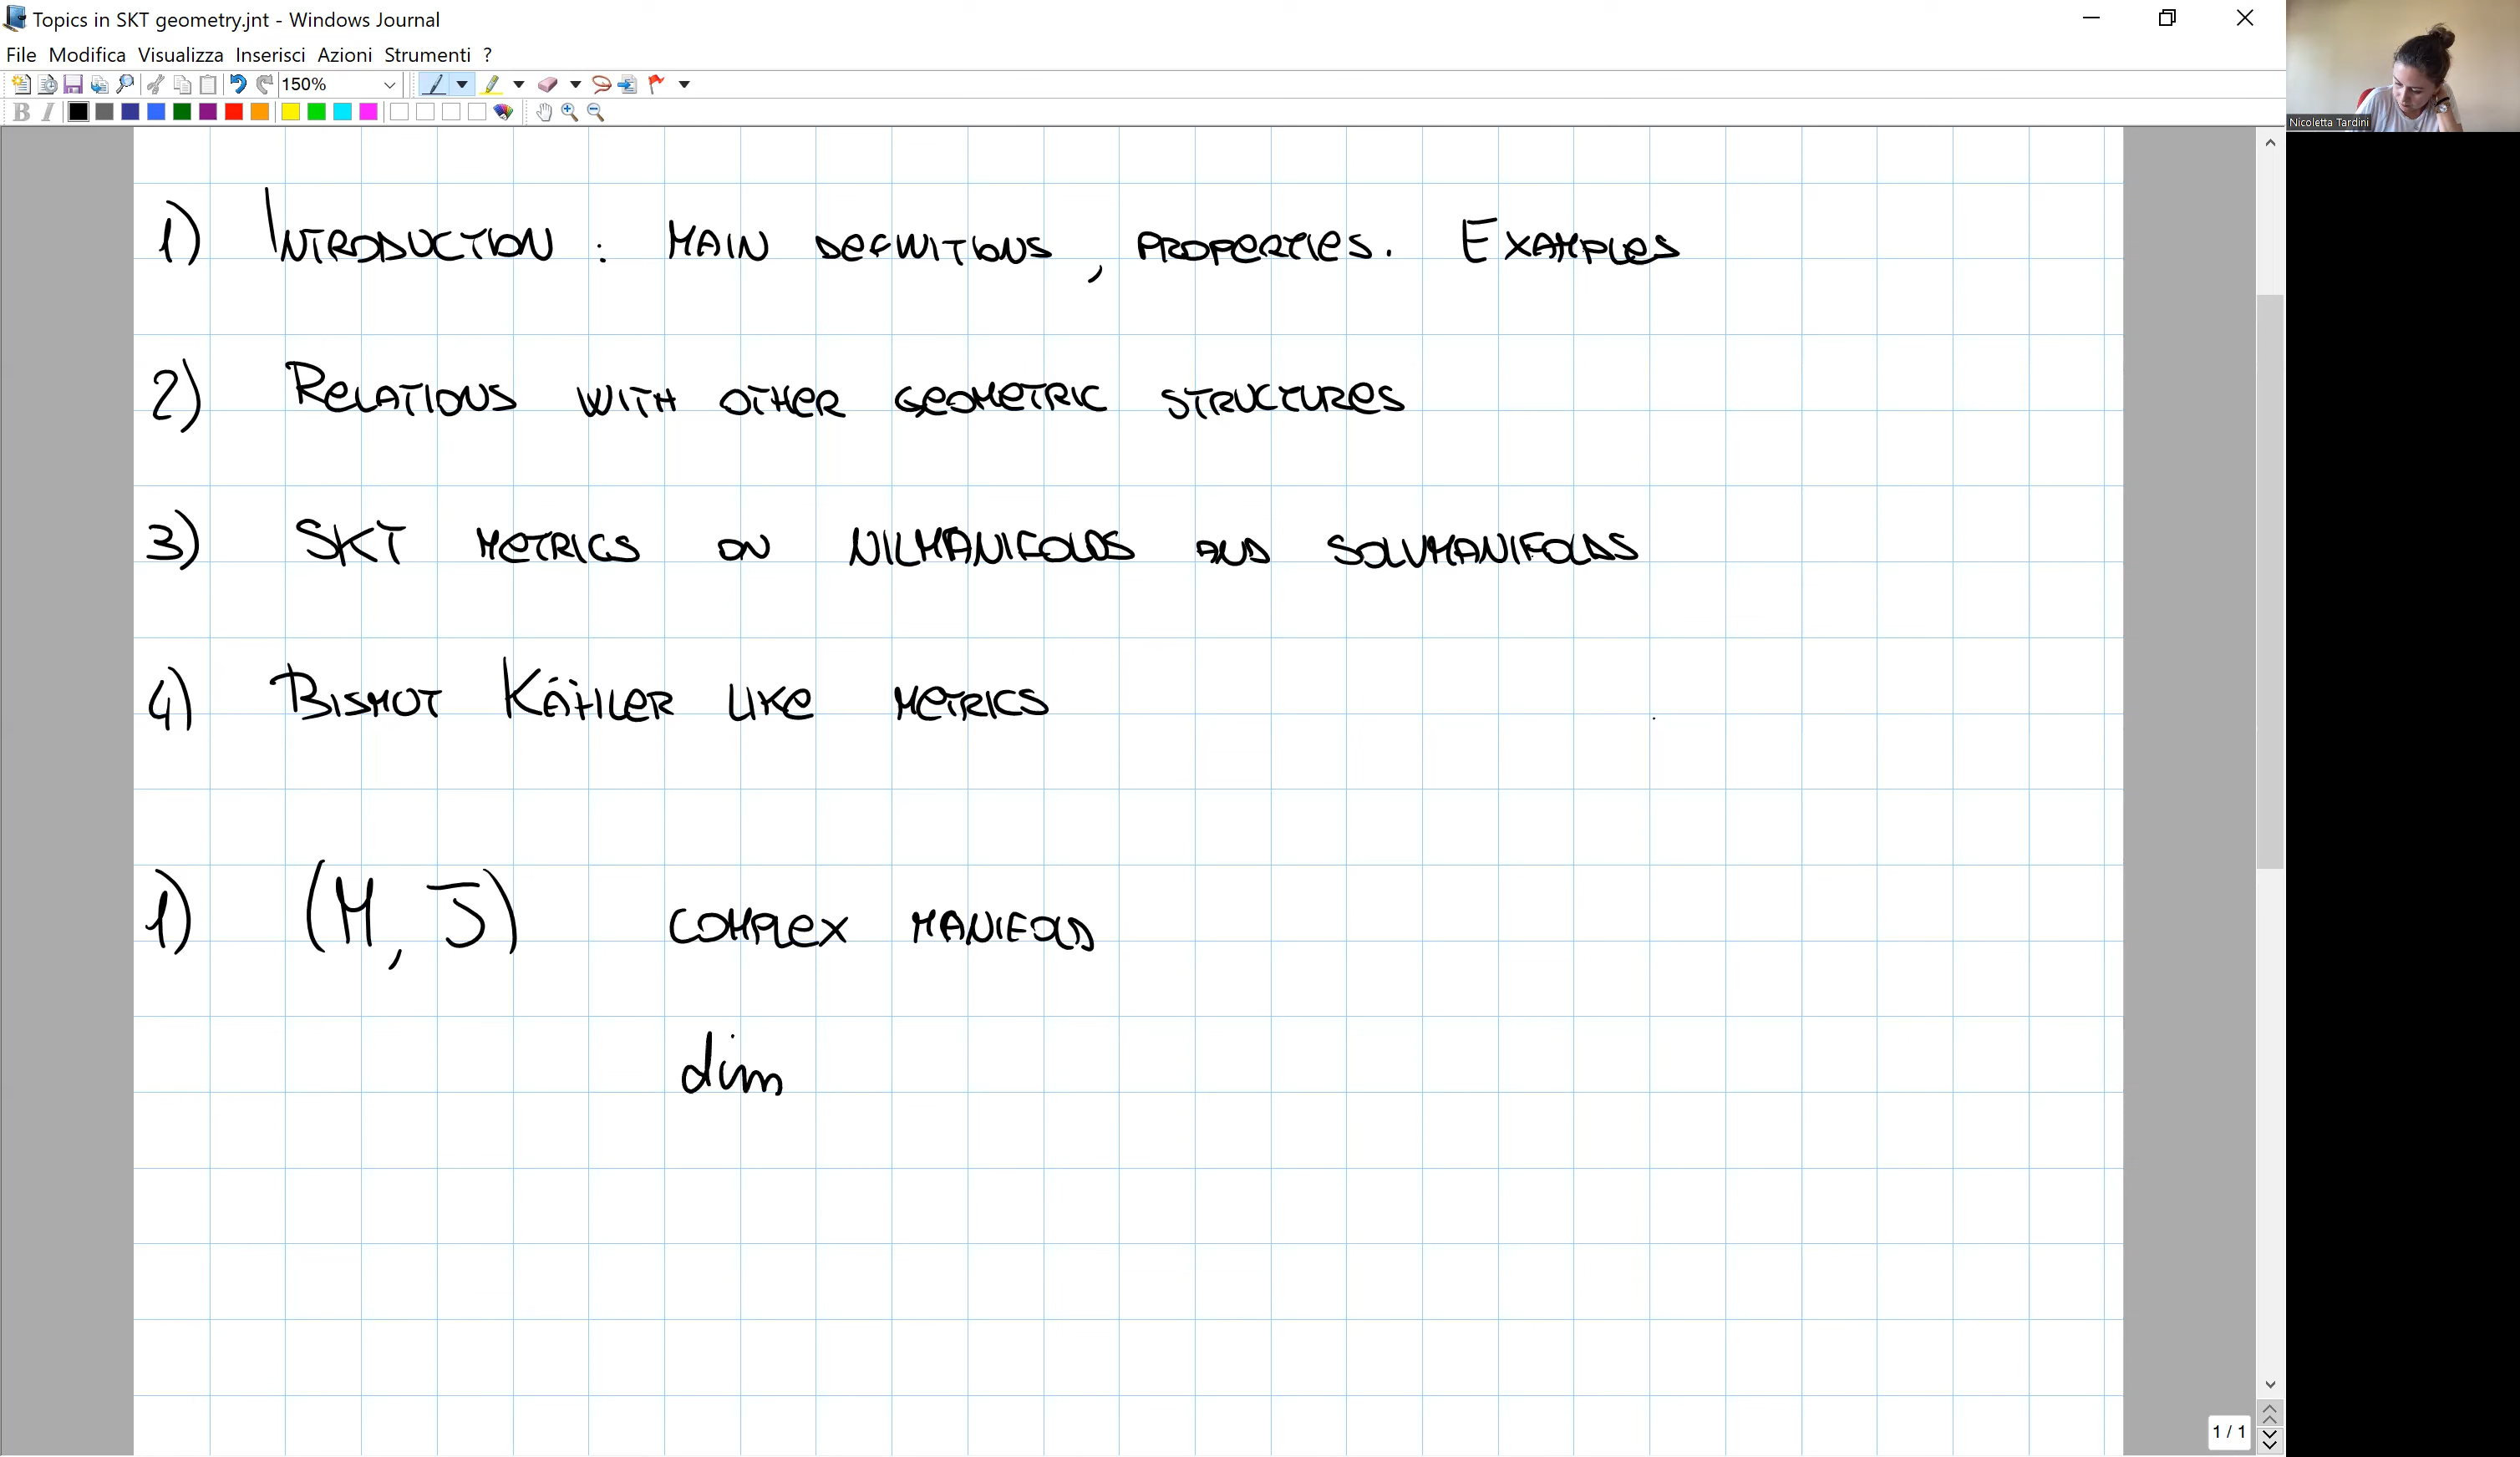 Topics in SKT geometry.jnt - Windows Journal
File Modifica Visualizza Inserisci Azioni Strumenti ?
150%
B I
Nicoletta Tardini
1) INTRODUCTION : MAIN DEFINITIONS , PROPERTIES. EXAMPLES
2) RELATIONS WITH OTHER GEOMETRIC STRUCTURES
3) SKT METRICS ON NILMANIFOLDS AND SOLVMANIFOLDS
4) BISMOT KÄHLER LIKE METRICS
1) (M, J) COMPLEX MANIFOLD
dim
1 / 1